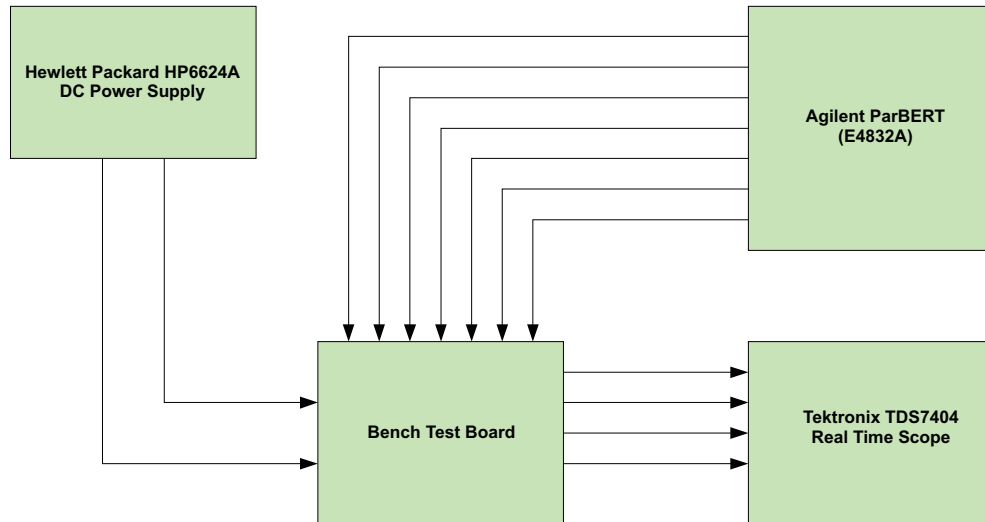 Hewlett Packard HP6624A
DC Power Supply
Agilent ParBERT
(E4832A)
Bench Test Board
Tektronix TDS7404
Real Time Scope